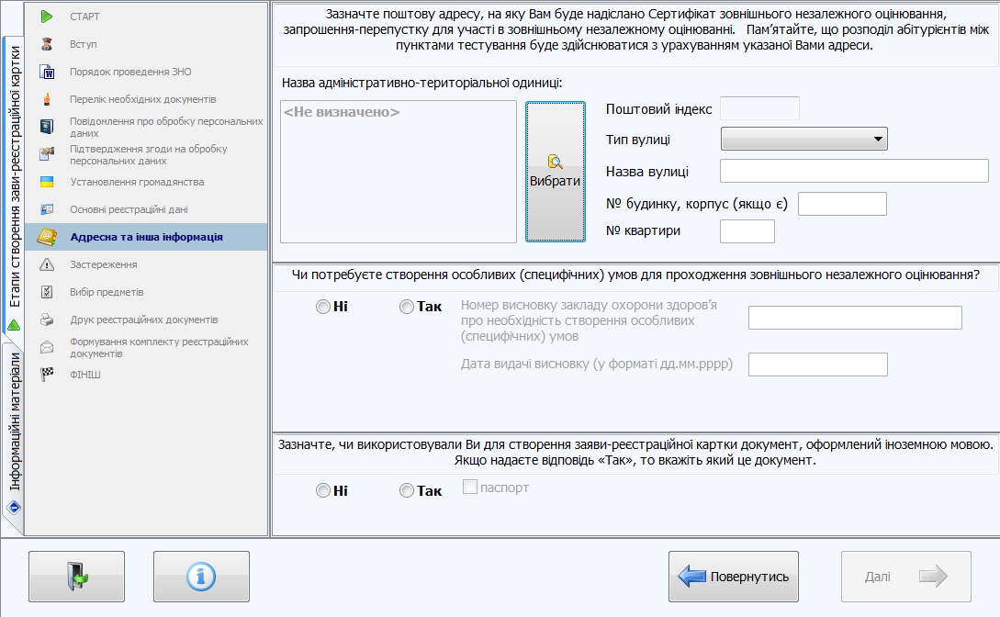 Етапи створення зави-реєстраційної картки
Інформаційні матеріали
СТАРТ
Вступ
Порядок проведення ЗНО
Перелік необхідних документів
Повідомлення про обробку персональних
даних
Підтвердження згоди на обробку
персональних даних
Установлення громадянства
Основні реєстраційні дані
Адресна та інша інформація
Застереження
Вибір предметів
Друк реєстраційних документів
Формування комплекту реєстраційних
документів
ФІНІШ
Зазначте поштову адресу, на яку Вам буде надіслано Сертифікат зовнішнього незалежного оцінювання,
запрошення-перепустку для участі в зовнішньому незалежному оцінюванні. Пам'ятайте, що розподіл абітурієнтів між
пунктами тестування буде здійснюватися з урахуванням указаної Вами адреси.
Назва адміністративно-територіальної одиниці:
<Не визначено>
Вибрати
Поштовий індекс
Тип вулиці
Назва вулиці
№ будинку, корпус (якщо є)
№ квартири
Чи потребуєте створення особливих (специфічних) умов для проходження зовнішнього незалежного оцінювання?
Ні
Так
Номер висновку закладу охорони здоров'я
про необхідність створення особливих
(специфічних) умов
Дата видачі висновку (у форматі дд.мм.рррр)
Зазначте, чи використовували Ви для створення заяви-реєстраційної картки документ, оформлений іноземною мовою.
Якщо надаєте відповідь «Так», то вкажіть який це документ.
Ні
Так
паспорт
Повернутись
Далі